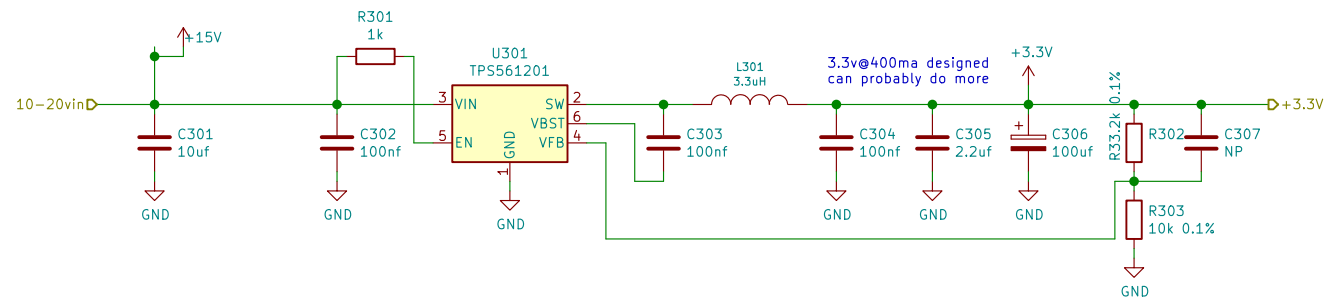 R301
1k
+15V
U301
TPS561201
L301
3.3uH
3.3v@400ma designed
can probably do more
+3.3V
10-20vin
3
VIN
SW
2
VBST
6
5
EN
VFB
4
GND
1
+3.3V
C301
10uf
C302
100nf
C303
100nf
C304
100nf
C305
2.2uf
+
C306
100uf
R33.2k 0.1%
R302
C307
NP
GND
GND
GND
GND
GND
GND
R303
10k 0.1%
GND